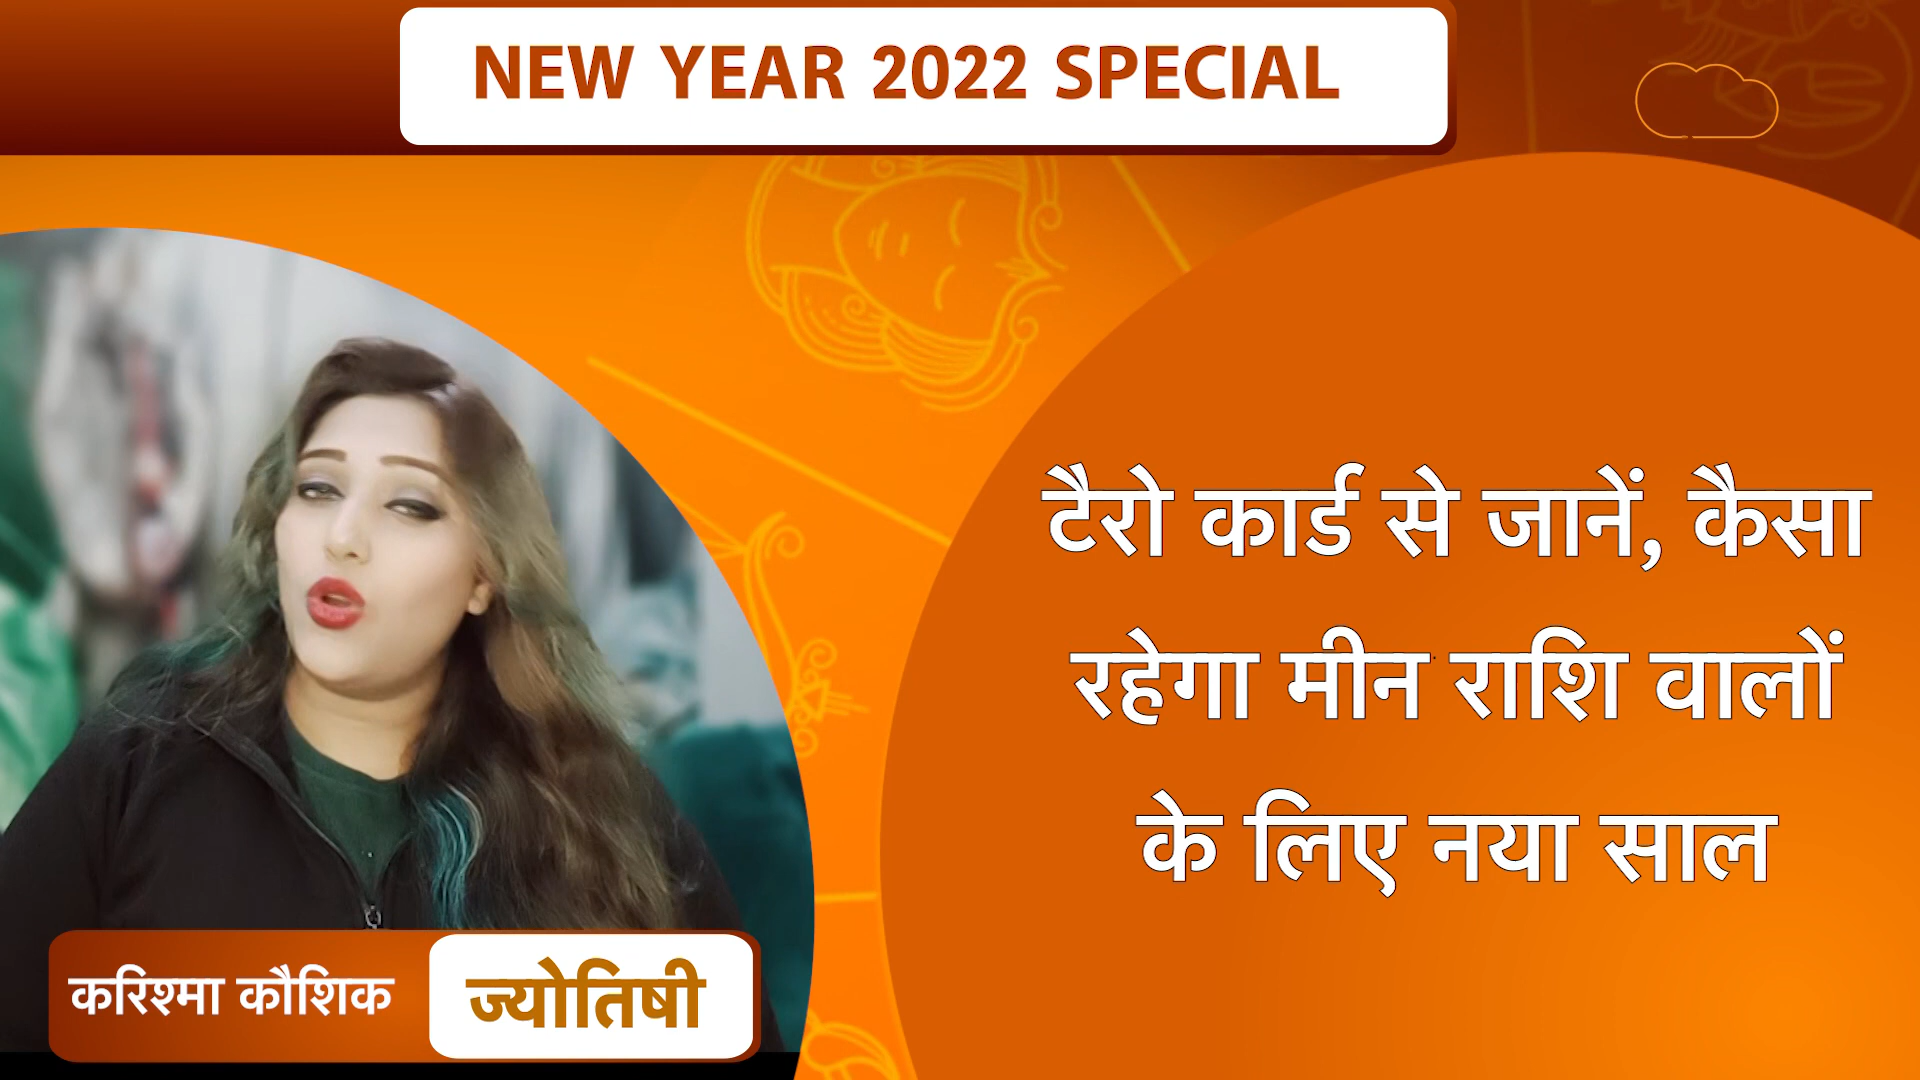 NEW YEAR 2022 SPECIAL
टैरो कार्ड से जानें, कैसा
रहेगा मीन राशि वालों
के लिए नया साल
करिश्मा कौशिक
ज्योतिषी